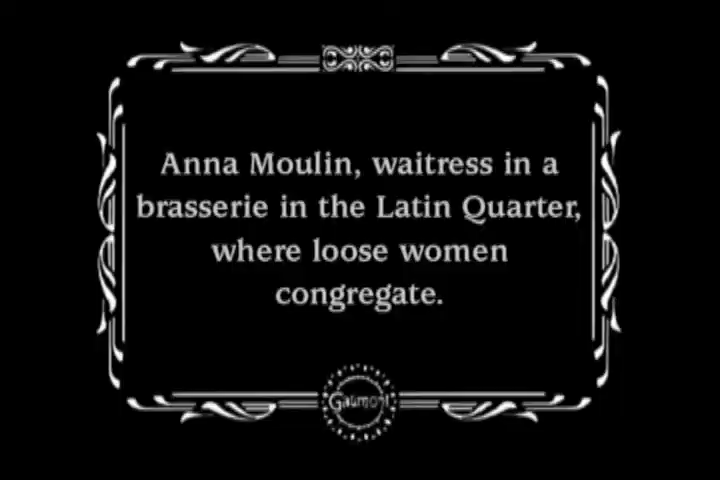 Anna Moulin, waitress in a
brasserie in the Latin Quarter,
where loose women
congregate.
Gaumont